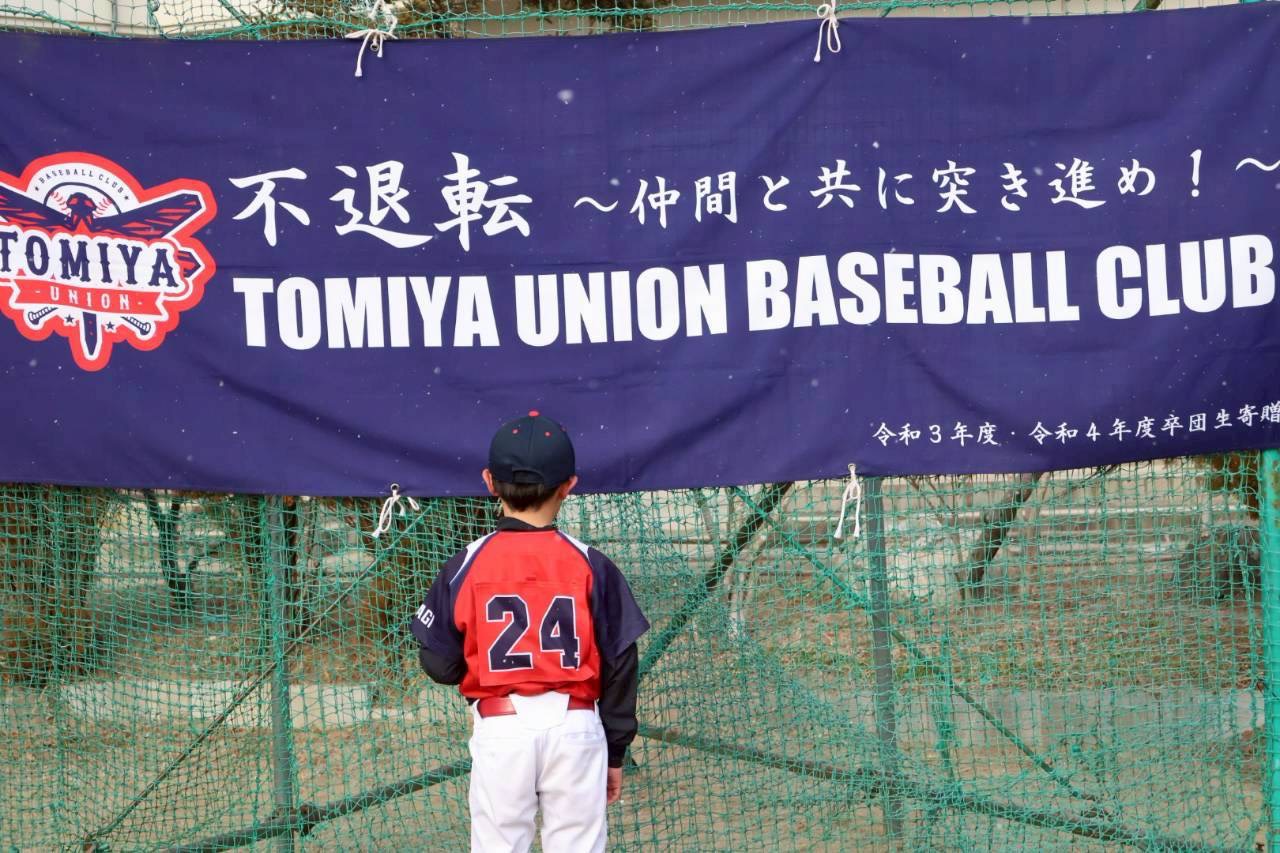 BASEBALL CLUB
TOMIYA
UNION
不退転 ～仲間と共に突き進め！～
TOMIYA UNION BASEBALL CLUB
令和3年度・令和4年度卒団生寄贈
AGI
24